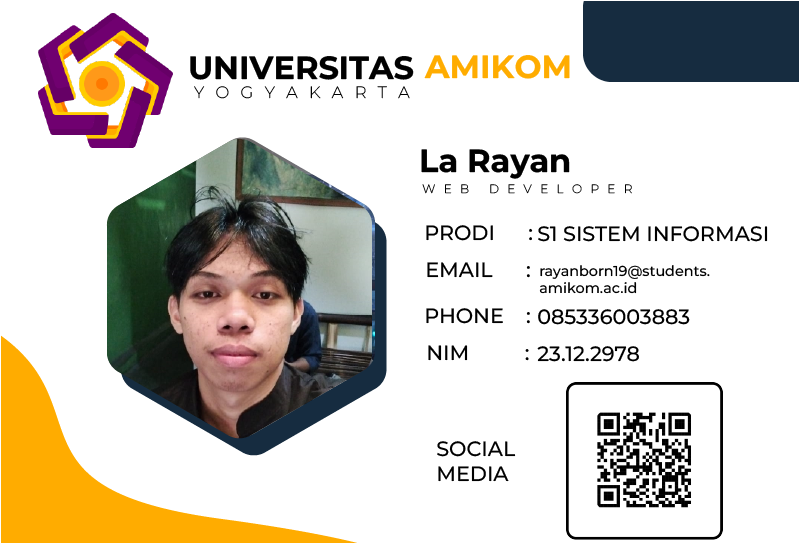 UNIVERSITAS AMIKOM
YOGYAKARTA
La Rayan
WEB DEVELOPER
PRODI : S1 SISTEM INFORMASI
EMAIL : rayanborn19@students.
amikom.ac.id
PHONE : 085336003883
NIM : 23.12.2978
SOCIAL
MEDIA